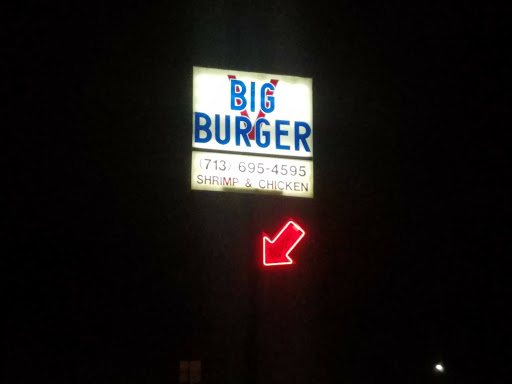 BIG
V
BURGER
(713) 695-4595
SHRIMP & CHICKEN